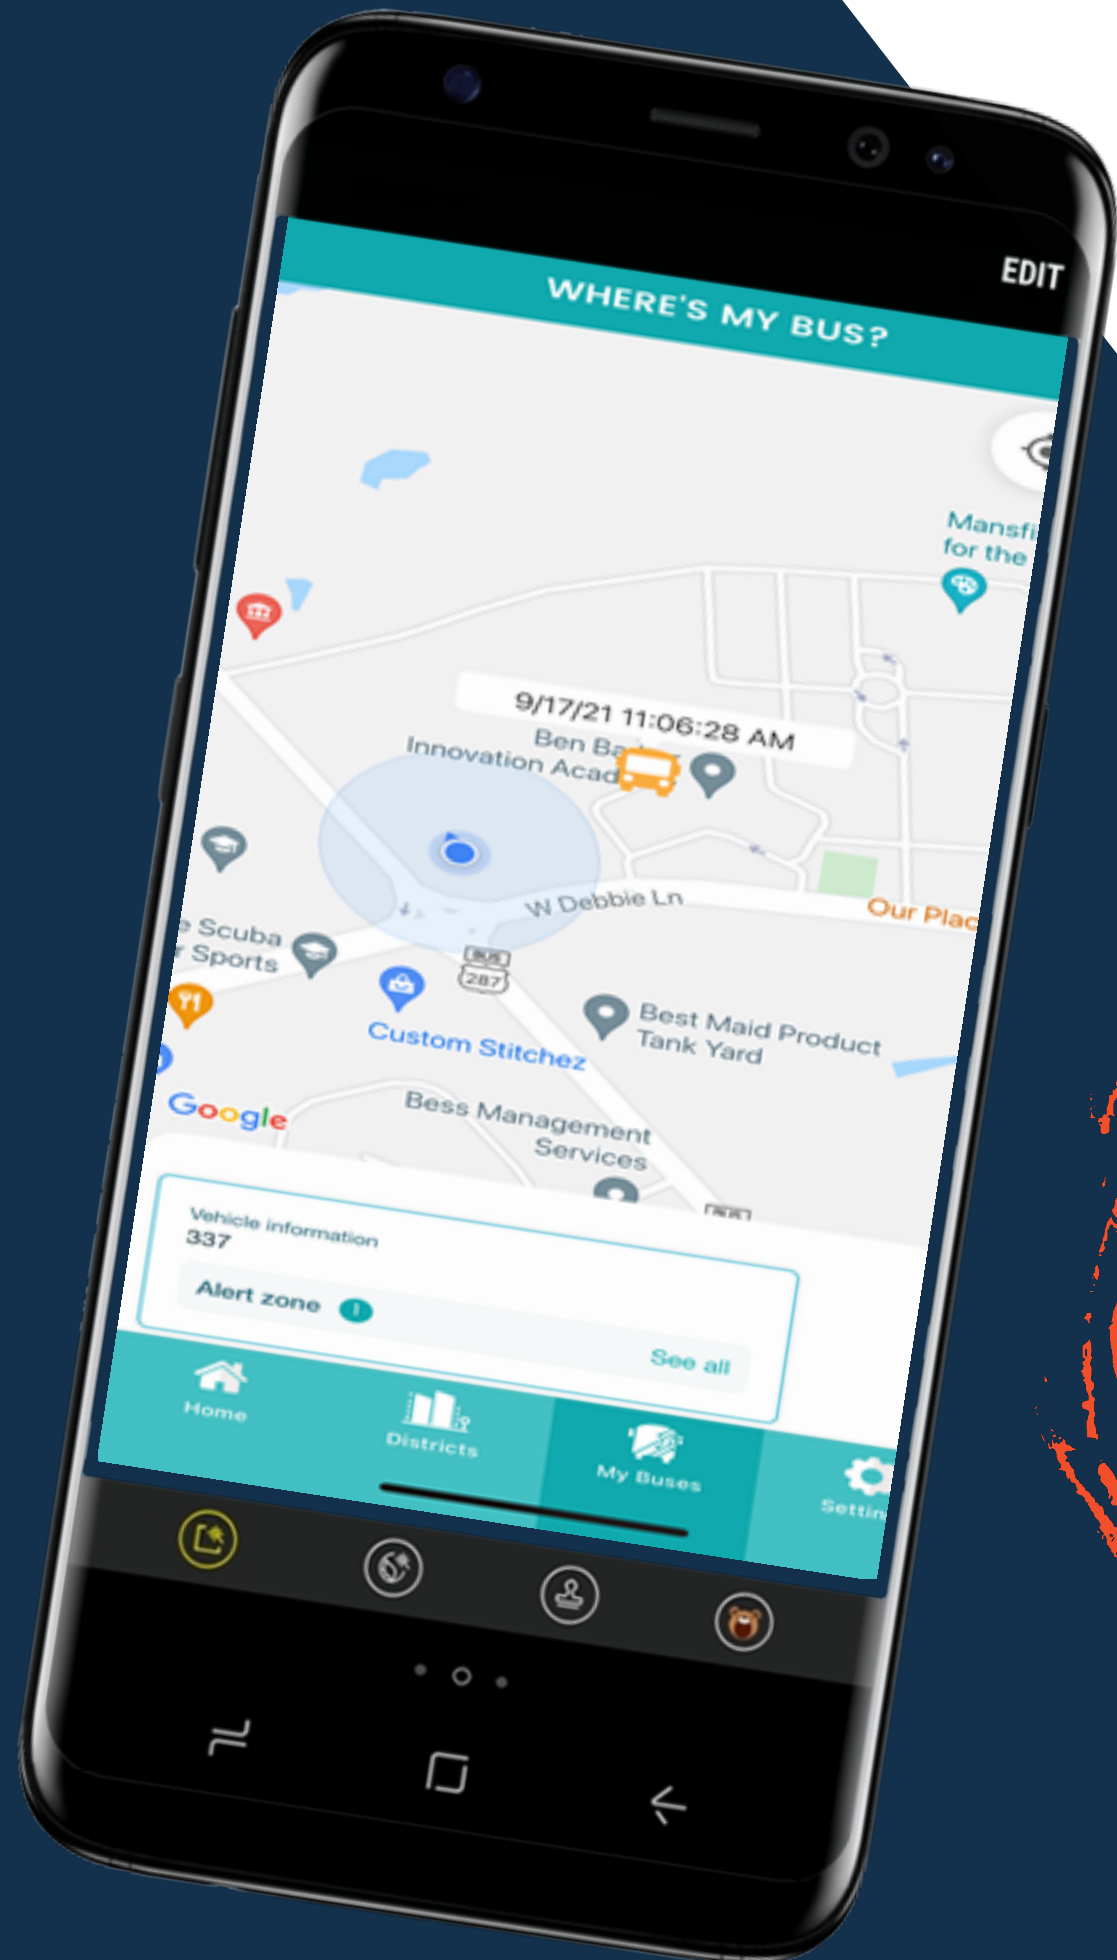 EDIT
WHERE'S MY BUS?
Mansfi
for the
9/17/21 11:06:28 AM
Ben
Innovation Acad
W Debbie Ln
Our Plac
e Scuba
r Sports
BUS
287
Custom Stitchez
Best Maid Product
Tank Yard
Google
Bess Management
Services
BUS
Vehicle information
337
Alert zone 1
See all
Home
Districts
My Buses
Settin